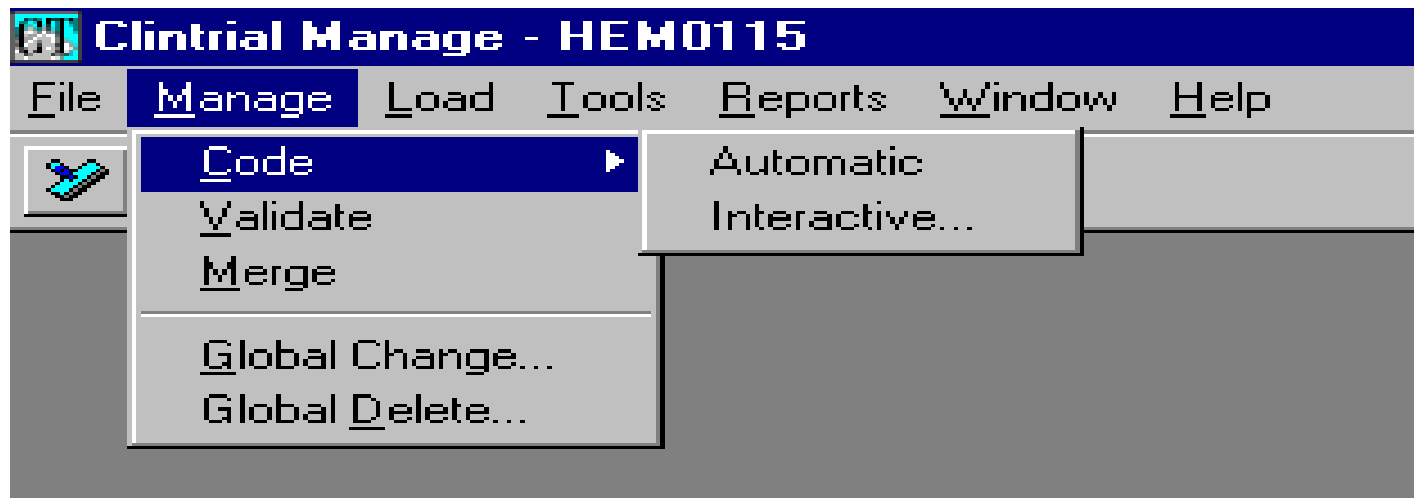 CT Clintrial Manage - HEM0115
File Manage Load Tools Reports Window Help
Code Automatic
Validate Interactive...
Merge
Global Change...
Global Delete...